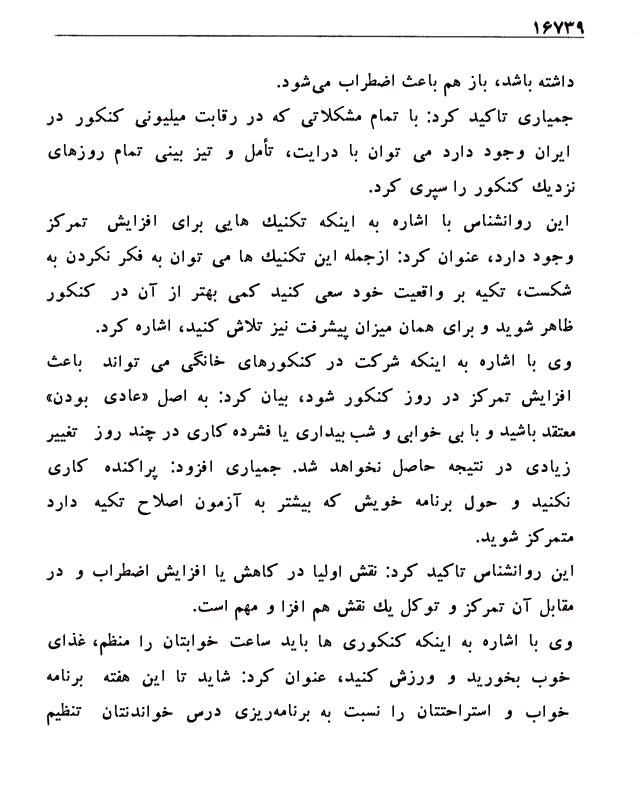 ۱۶۷۳۹
داشته باشد، باز هم باعث اضطراب می‌شود.
جمیاری تاکید کرد: با تمام مشکلاتی که در رقابت میلیونی کنکور در
ایران وجود دارد می توان با درایت، تأمل و تیز بینی تمام روزهای
نزدیك کنکور را سپری کرد.
این روانشناس با اشاره به اینکه تکنیك هایی برای افزایش تمرکز
وجود دارد، عنوان کرد: ازجمله این تکنیك ها می توان به فکر نکردن به
شکست، تکیه بر واقعیت خود سعی کنید کمی بهتر از آن در کنکور
ظاهر شوید و برای همان میزان پیشرفت نیز تلاش کنید، اشاره کرد.
وی با اشاره به اینکه شرکت در کنکورهای خانگی می تواند باعث
افزایش تمرکز در روز کنکور شود، بیان کرد: به اصل «عادی بودن»
معتقد باشید و با بی خوابی و شب بیداری یا فشرده کاری در چند روز تغییر
زیادی در نتیجه حاصل نخواهد شد. جمیاری افزود: پراکنده کاری
نکنید و حول برنامه خویش که بیشتر به آزمون اصلاح تکیه دارد
متمرکز شوید.
این روانشناس تاکید کرد: نقش اولیا در کاهش یا افزایش اضطراب و در
مقابل آن تمرکز و توکل یك نقش هم افزا و مهم است.
وی با اشاره به اینکه کنکوری ها باید ساعت خوابتان را منظم، غذای
خوب بخورید و ورزش کنید، عنوان کرد: شاید تا این هفته برنامه
خواب و استراحتتان را نسبت به برنامه‌ریزی درس خواندنتان تنظیم